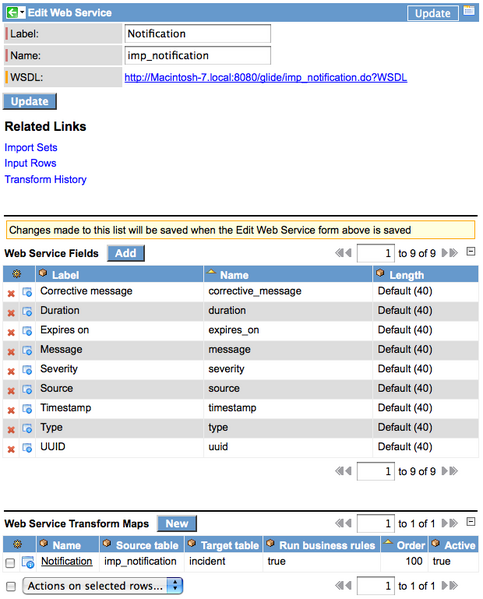 Edit Web Service Update
Label: Notification
Name: imp_notification
WSDL: http://Macintosh-7.local:8080/glide/imp_notification.do?WSDL
Update
Related Links
Import Sets
Input Rows
Transform History
Changes made to this list will be saved when the Edit Web Service form above is saved
Web Service Fields Add 1 to 9 of 9
Label Name Length
Corrective message corrective_message Default (40)
Duration duration Default (40)
Expires on expires_on Default (40)
Message message Default (40)
Severity severity Default (40)
Source source Default (40)
Timestamp timestamp Default (40)
Type type Default (40)
UUID uuid Default (40)
1 to 9 of 9
Web Service Transform Maps New 1 to 1 of 1
Name Source table Target table Run business rules Order Active
Notification imp_notification incident true 100 true
Actions on selected rows... 1 to 1 of 1